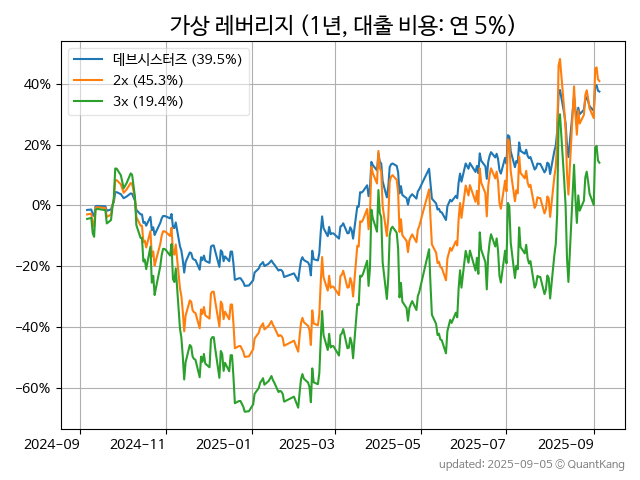 가상 레버리지 (1년, 대출 비용: 연 5%)
데브시스터즈 (39.5%)
2x (45.3%)
3x (19.4%)
40%
20%
0%
−20%
−40%
−60%
2024-09
2024-11
2025-01
2025-03
2025-05
2025-07
2025-09
updated: 2025-09-05 © QuantKang